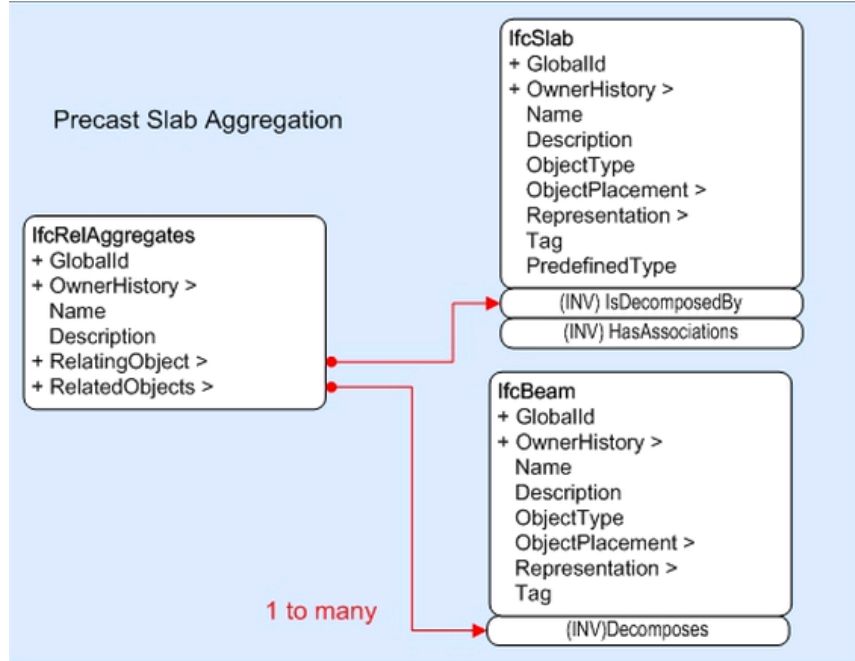 Precast Slab Aggregation
IfcRelAggregates
+ GlobalId
+ OwnerHistory >
Name
Description
+ RelatingObject >
+ RelatedObjects >
IfcSlab
+ GlobalId
+ OwnerHistory >
Name
Description
ObjectType
ObjectPlacement >
Representation >
Tag
PredefinedType
(INV) IsDecomposedBy
(INV) HasAssociations
IfcBeam
+ GlobalId
+ OwnerHistory >
Name
Description
ObjectType
ObjectPlacement >
Representation >
Tag
(INV)Decomposes
1 to many